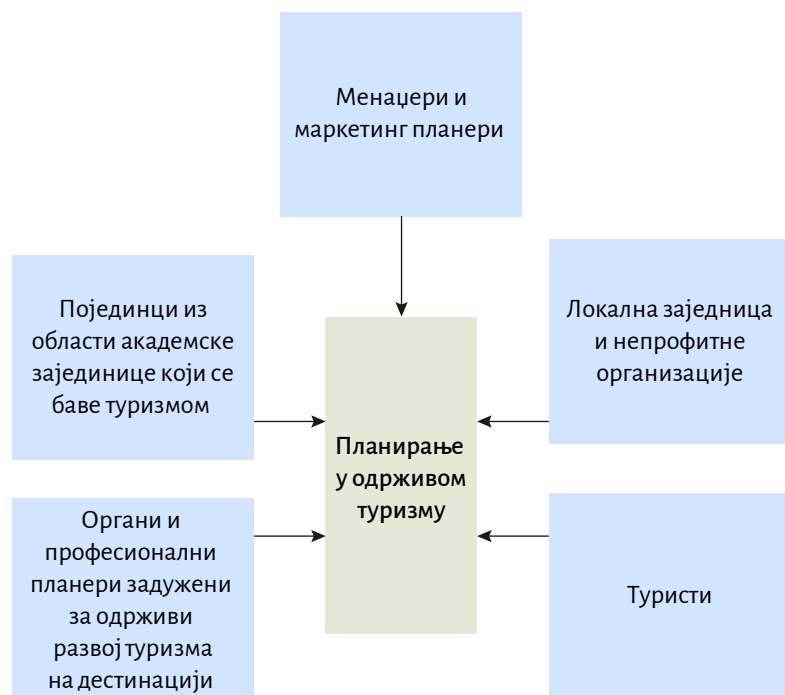 Менаџери и
маркетинг планери
Појединци из
области академске
зајединице који се
баве туризмом
Локална заједница
и непрофитне
организације
Планирање
у одрживом
туризму
Органи и
професионални
планери задужени
за одрживи
развој туризма
на дестинацији
Туристи